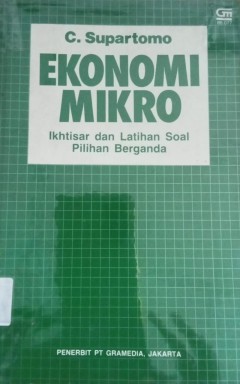 C. Supartomo
EKONOMI
MIKRO
Ikhtisar dan Latihan Soal
Pilihan Berganda
PENERBIT PT GRAMEDIA, JAKARTA